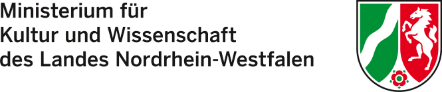 Ministerium für
Kultur und Wissenschaft
des Landes Nordrhein-Westfalen